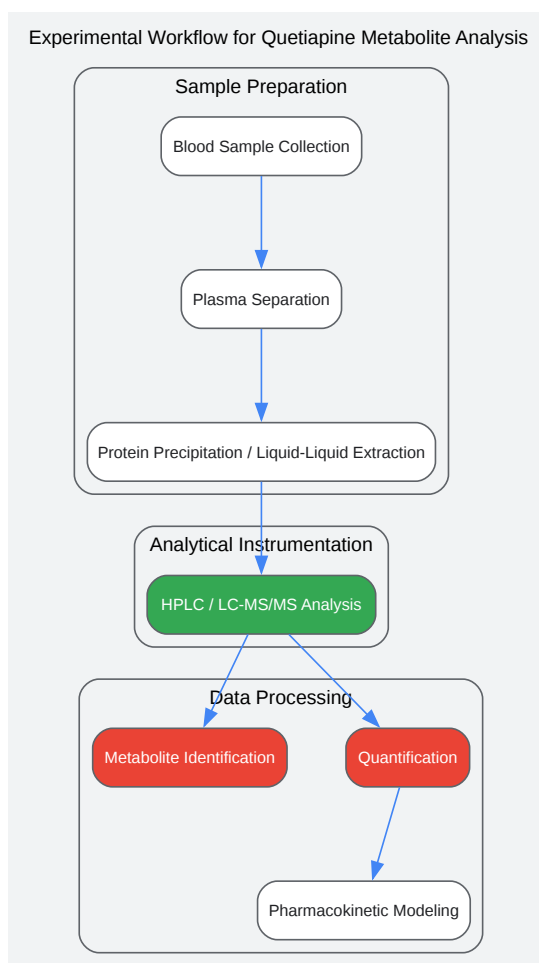 Experimental Workflow for Quetiapine Metabolite Analysis
Sample Preparation
Blood Sample Collection
Plasma Separation
Protein Precipitation / Liquid-Liquid Extraction
Analytical Instrumentation
HPLC / LC-MS/MS Analysis
Data Processing
Metabolite Identification
Quantification
Pharmacokinetic Modeling